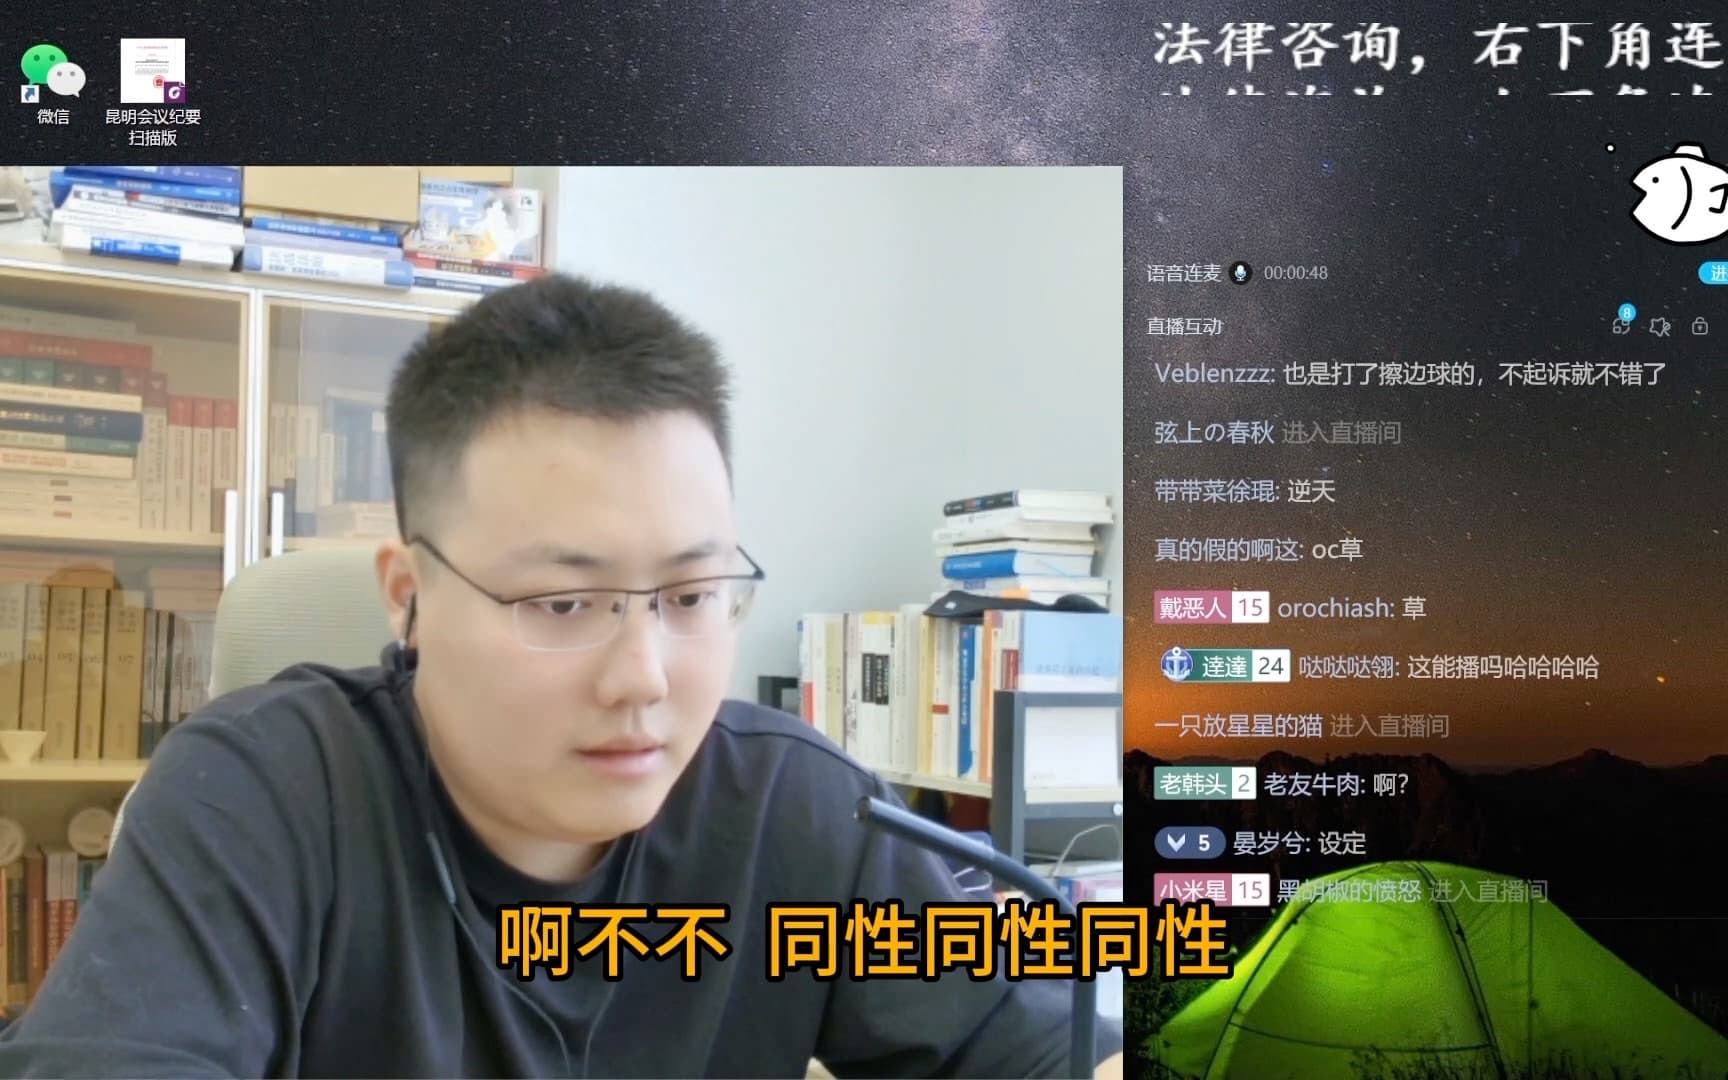 法律咨询，右下角连
微信
昆明会议纪要
扫描版
语音连麦 00:00:48
进
直播互动
8
Veblenzzz: 也是打了擦边球的，不起诉就不错了
弦上の春秋 进入直播间
带带菜徐琨: 逆天
真的假的啊这: oc草
戴恶人 15 orochiash: 草
逹達 24 哒哒哒翎: 这能播吗哈哈哈哈
一只放星星的猫 进入直播间
老韩头 2 老友牛肉: 啊？
5 晏岁兮: 设定
小米星 15 黑胡椒的愤怒 进入直播间
啊不不 同性同性同性